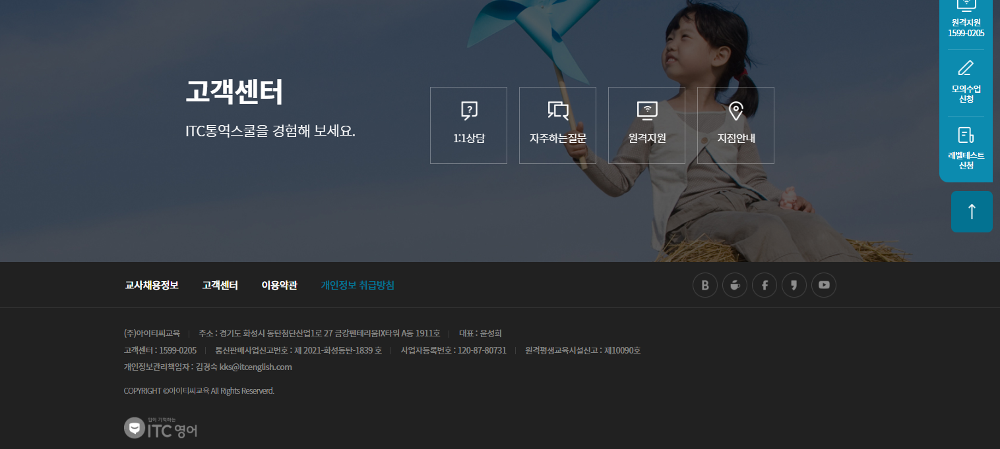 고객센터
ITC통역스쿨을 경험해 보세요.
1:1상담
자주하는질문
원격지원
지점안내
원격지원
1599-0205
모의수업
신청
레벨테스트
신청
교사채용정보 고객센터 이용약관 개인정보 취급방침
(주)아이티씨교육 | 주소 : 경기도 화성시 동탄첨단산업1로 27 금강펜테리움IX타워 A동 1911호 | 대표 : 윤성희
고객센터 : 1599-0205 | 통신판매사업신고번호 : 제 2021-화성동탄-1839 호 | 사업자등록번호 : 120-87-80731 | 원격평생교육시설신고 : 제10090호
개인정보관리책임자 : 김경숙 kks@itcenglish.com
COPYRIGHT ©아이티씨교육 All Rights Reserverd.
입이 기억하는
ITC 영어